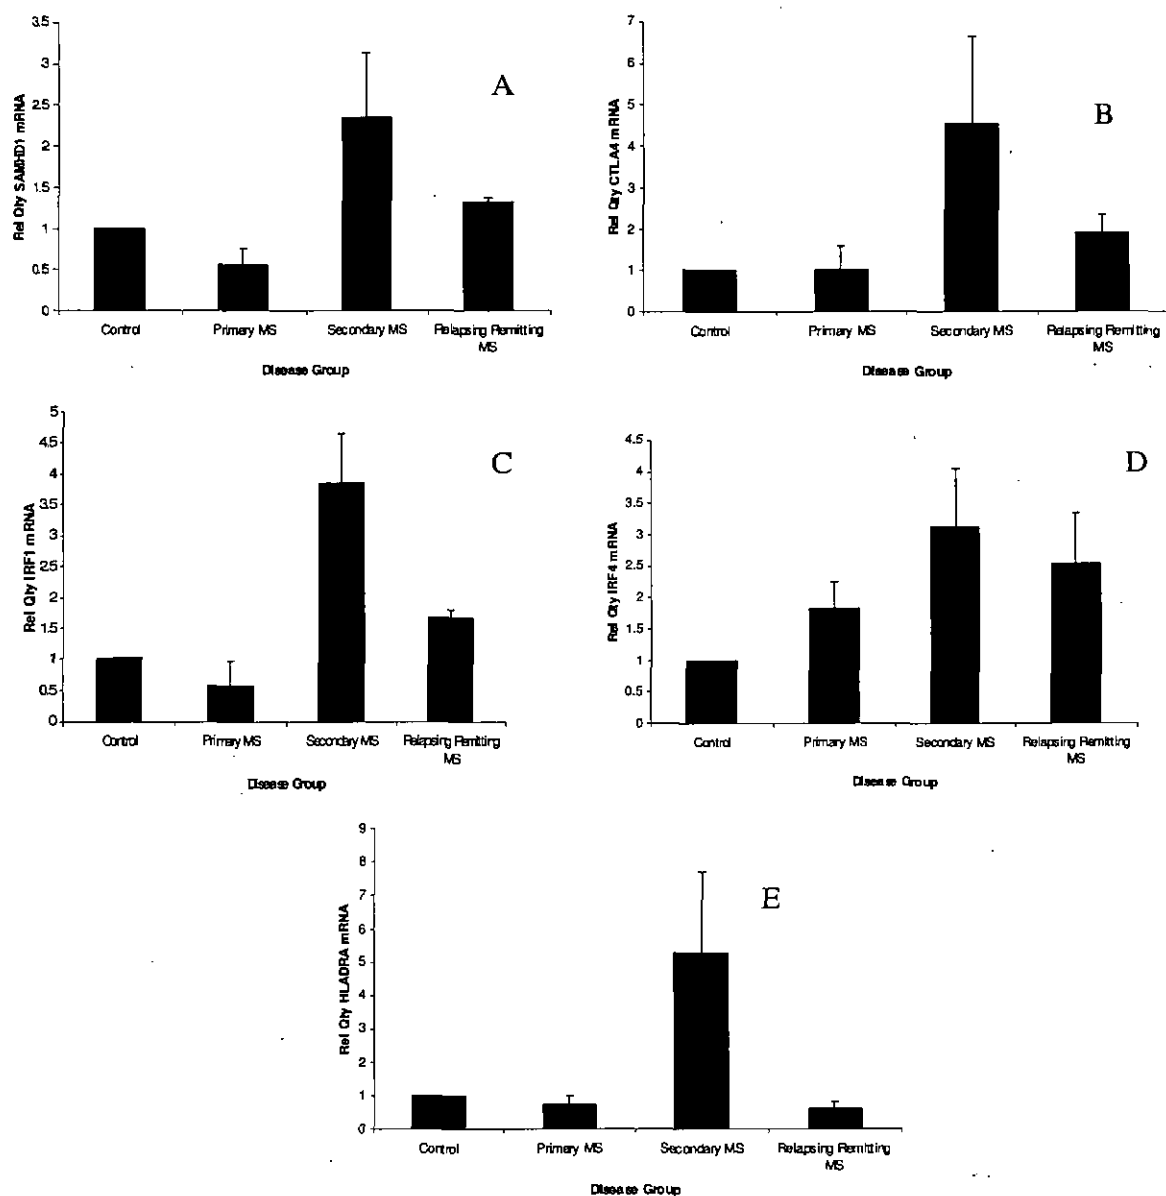 A
Rel Qty SAMHD1 mRNA
3.5
3
2.5
2
1.5
1
0.5
0
Control
Primary MS
Secondary MS
Relapsing Remitting
MS
Disease Group
B
Rel Qty CTLA4 mRNA
7
6
5
4
3
2
1
0
Control
Primary MS
Secondary MS
Relapsing Remitting
MS
Disease Group
C
Rel Qty IRF1 mRNA
5
4.5
4
3.5
3
2.5
2
1.5
1
0.5
0
Control
Primary MS
Secondary MS
Relapsing Remitting
MS
Disease Group
D
Rel Qty IRF4 mRNA
4.5
4
3.5
3
2.5
2
1.5
1
0.5
0
Control
Primary MS
Secondary MS
Relapsing Remitting
MS
Disease Group
E
Rel Qty HLADRA mRNA
9
8
7
6
5
4
3
2
1
0
Control
Primary MS
Secondary MS
Relapsing Remitting
MS
Disease Group